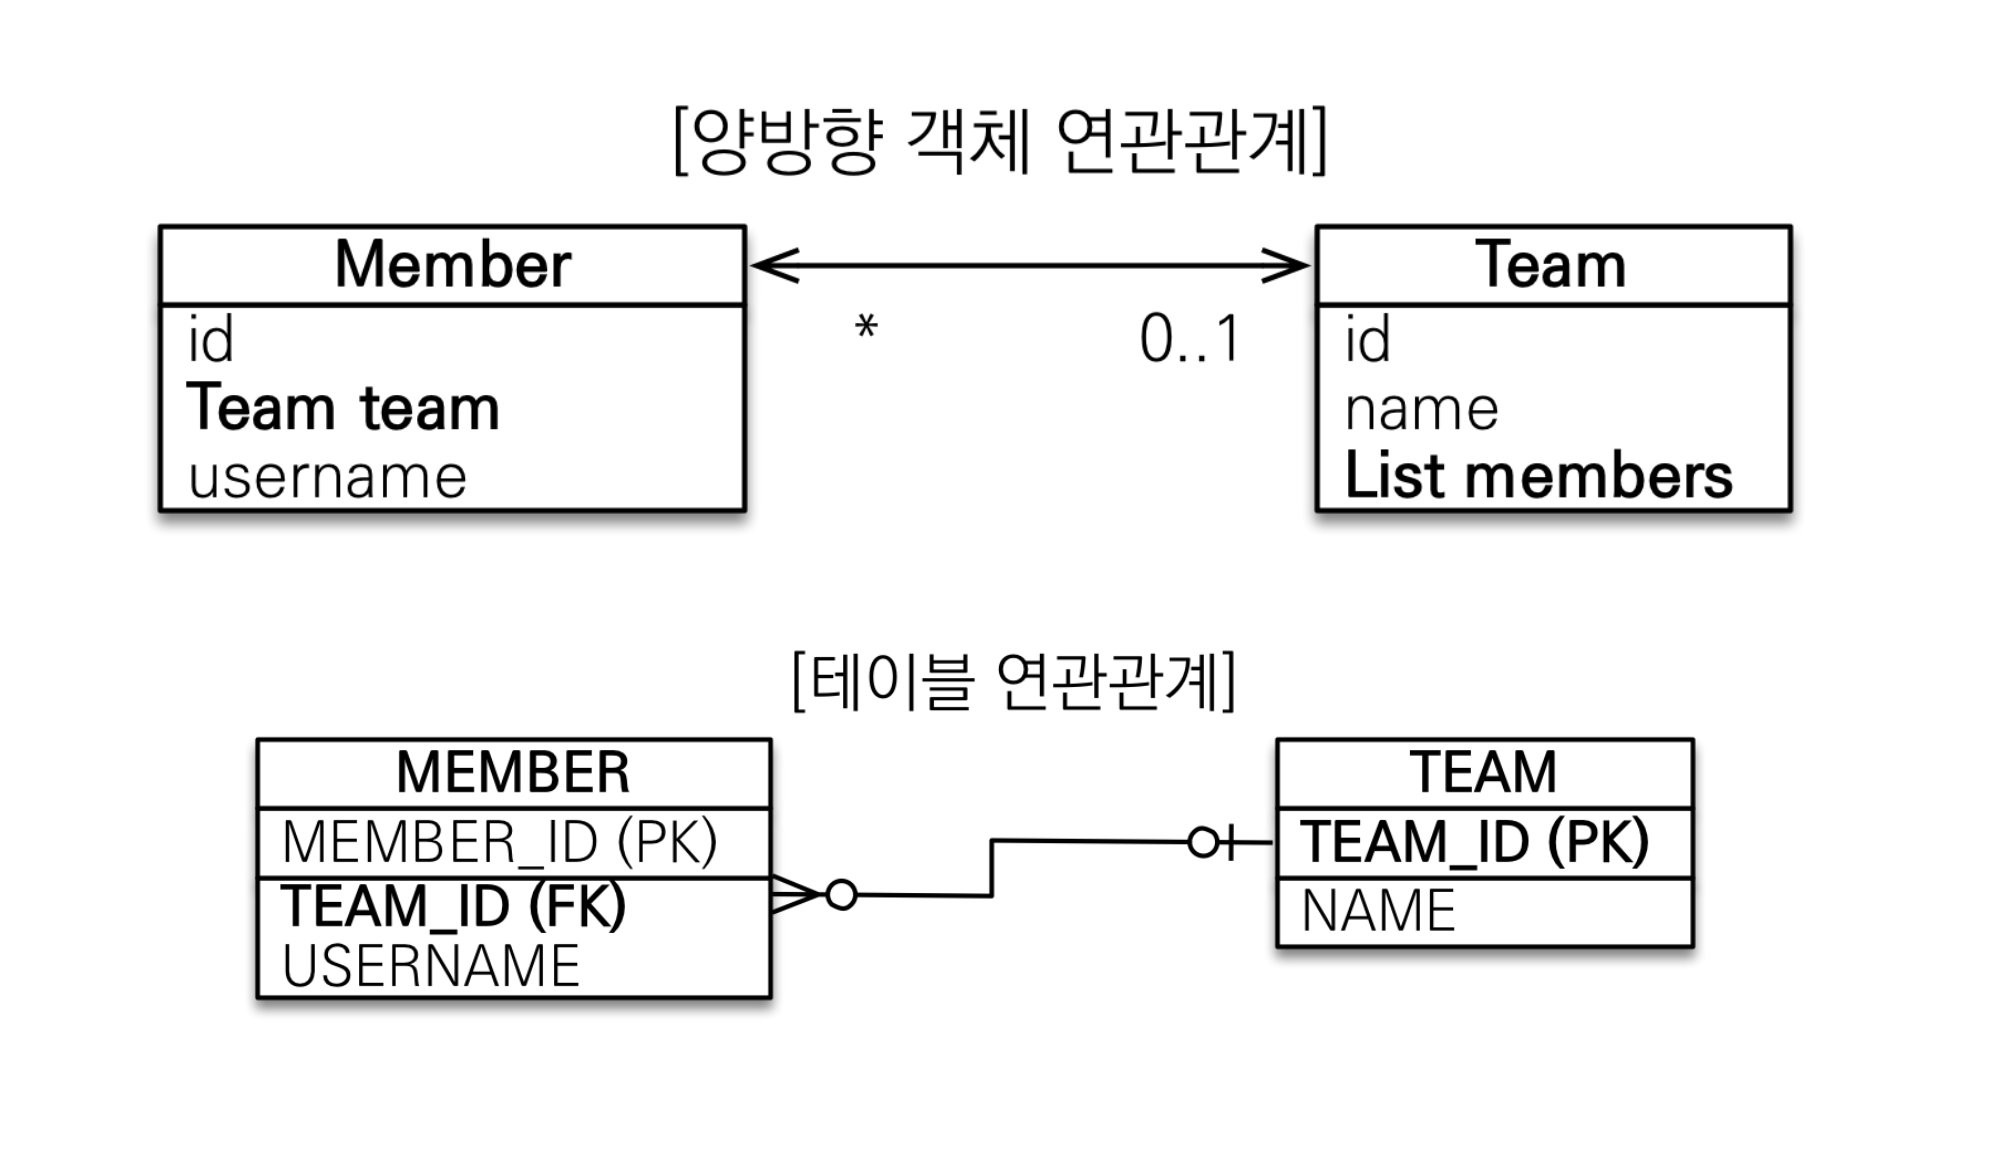 [양방향 객체 연관관계]
Member
id
Team team
username
*
0..1
Team
id
name
List members
[테이블 연관관계]
MEMBER
MEMBER_ID (PK)
TEAM_ID (FK)
USERNAME
TEAM
TEAM_ID (PK)
NAME